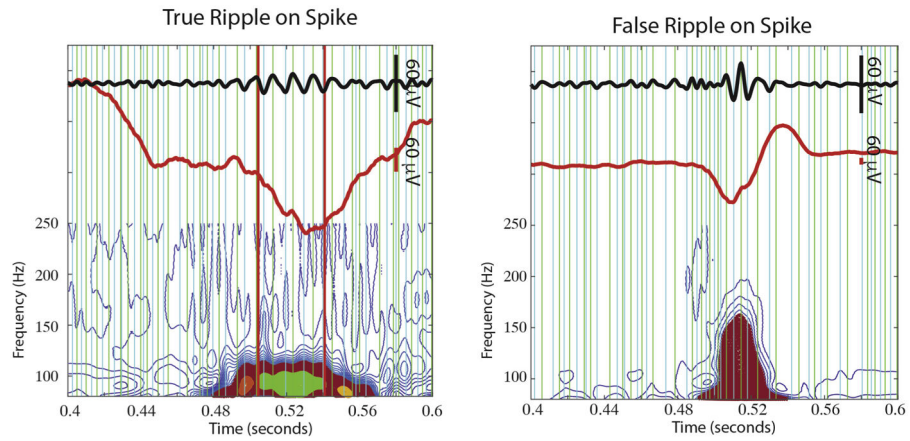 True Ripple on Spike
60 μV
60 μV
250
200
150
100
Frequency (Hz)
0.4 0.44 0.48 0.52 0.56 0.6
Time (seconds)
False Ripple on Spike
60 μV
60 μV
250
200
150
100
Frequency (Hz)
0.4 0.44 0.48 0.52 0.56 0.6
Time (seconds)